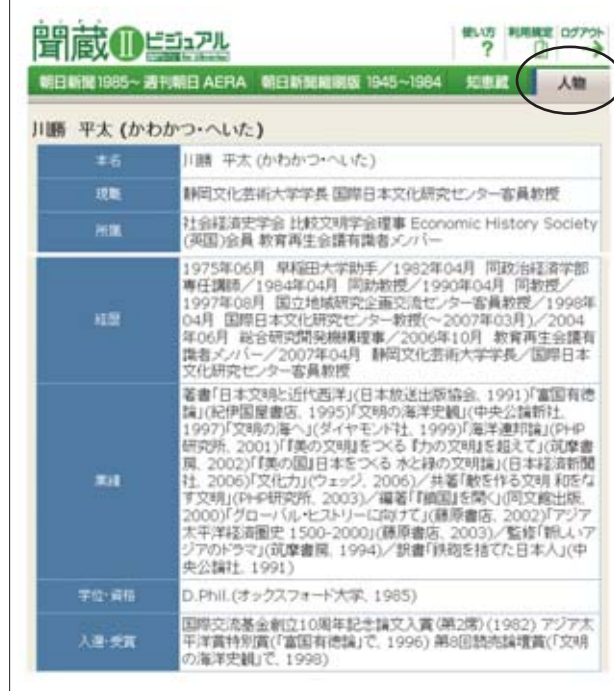 聞蔵Ⅱビジュアル
for Libraries
使い方 利用規定 ログアウト
?
朝日新聞1985~ 週刊朝日 AERA 朝日新聞縮刷版 1945~1984 知恵蔵 人物
川勝 平太 (かわかつ・へいた)
本名 川勝 平太 (かわかつ・へいた)
現職 静岡文化芸術大学学長 国際日本文化研究センター客員教授
所属 社会経済史学会 比較文明学会理事 Economic History Society
(英国)会員 教育再生会議有識者メンバー
経歴
1975年06月 早稲田大学助手/1982年04月 同政治経済学部
専任講師/1984年04月 同助教授/1990年04月 同教授/
1997年08月 国立地域研究企画交流センター客員教授/1998年
04月 国際日本文化研究センター教授(~2007年03月)/2004
年06月 総合研究開発機構理事/2006年10月 教育再生会議有
識者メンバー/2007年04月 静岡文化芸術大学学長/国際日本
文化研究センター客員教授
業績
著書「日本文明と近代西洋」(日本放送出版協会、1991)「富国有徳
論」(紀伊国屋書店、1995)「文明の海洋史観」(中央公論新社、
1997)「文明の海へ」(ダイヤモンド社、1999)「海洋連邦論」(PHP
研究所、2001)「『美の文明』をつくる 『力の文明』を超えて」(筑摩書
房、2002)「『美の国』日本をつくる 水と緑の文明論」(日本経済新聞
社、2006)「文化力」(ウェッジ、2006)/共著「敵を作る文明 和をな
す文明」(PHP研究所、2003)/編著「『鎖国』を開く」(同文舘出版、
2000)「グローバル・ヒストリーに向けて」(藤原書店、2002)「アジア
太平洋経済圏史 1500-2000」(藤原書店、2003)/監修「新しいア
ジアのドラマ」(筑摩書房、1994)/訳書「鉄砲を捨てた日本人」(中
央公論社、1991)
学位・資格 D.Phil.(オックスフォード大学、1985)
入選・受賞
国際交流基金創立10周年記念論文入賞(第2席)(1982) アジア太
平洋賞特別賞(「富国有徳論」で、1996) 第8回読売論壇賞(「文明
の海洋史観」で、1998)